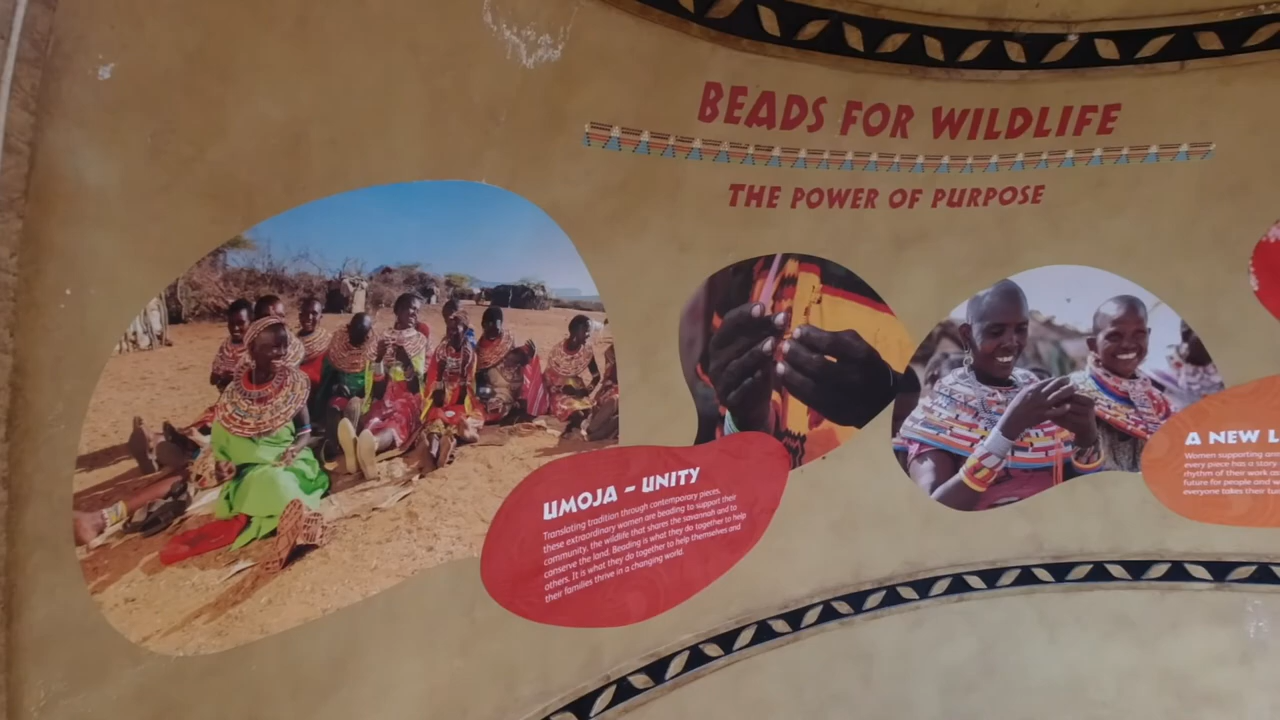 BEADS FOR WILDLIFE
THE POWER OF PURPOSE
UMOJA – UNITY
Translating tradition through contemporary pieces,
these extraordinary women are beading to support their
community, the wildlife that shares the savannah and to
conserve the land. Beading is what they do together to help
others. It is what they do together to help themselves and
their families thrive in a changing world.
A NEW L
Women supporting
every piece has a story
rhythm of their work as
future for people and
everyone takes their